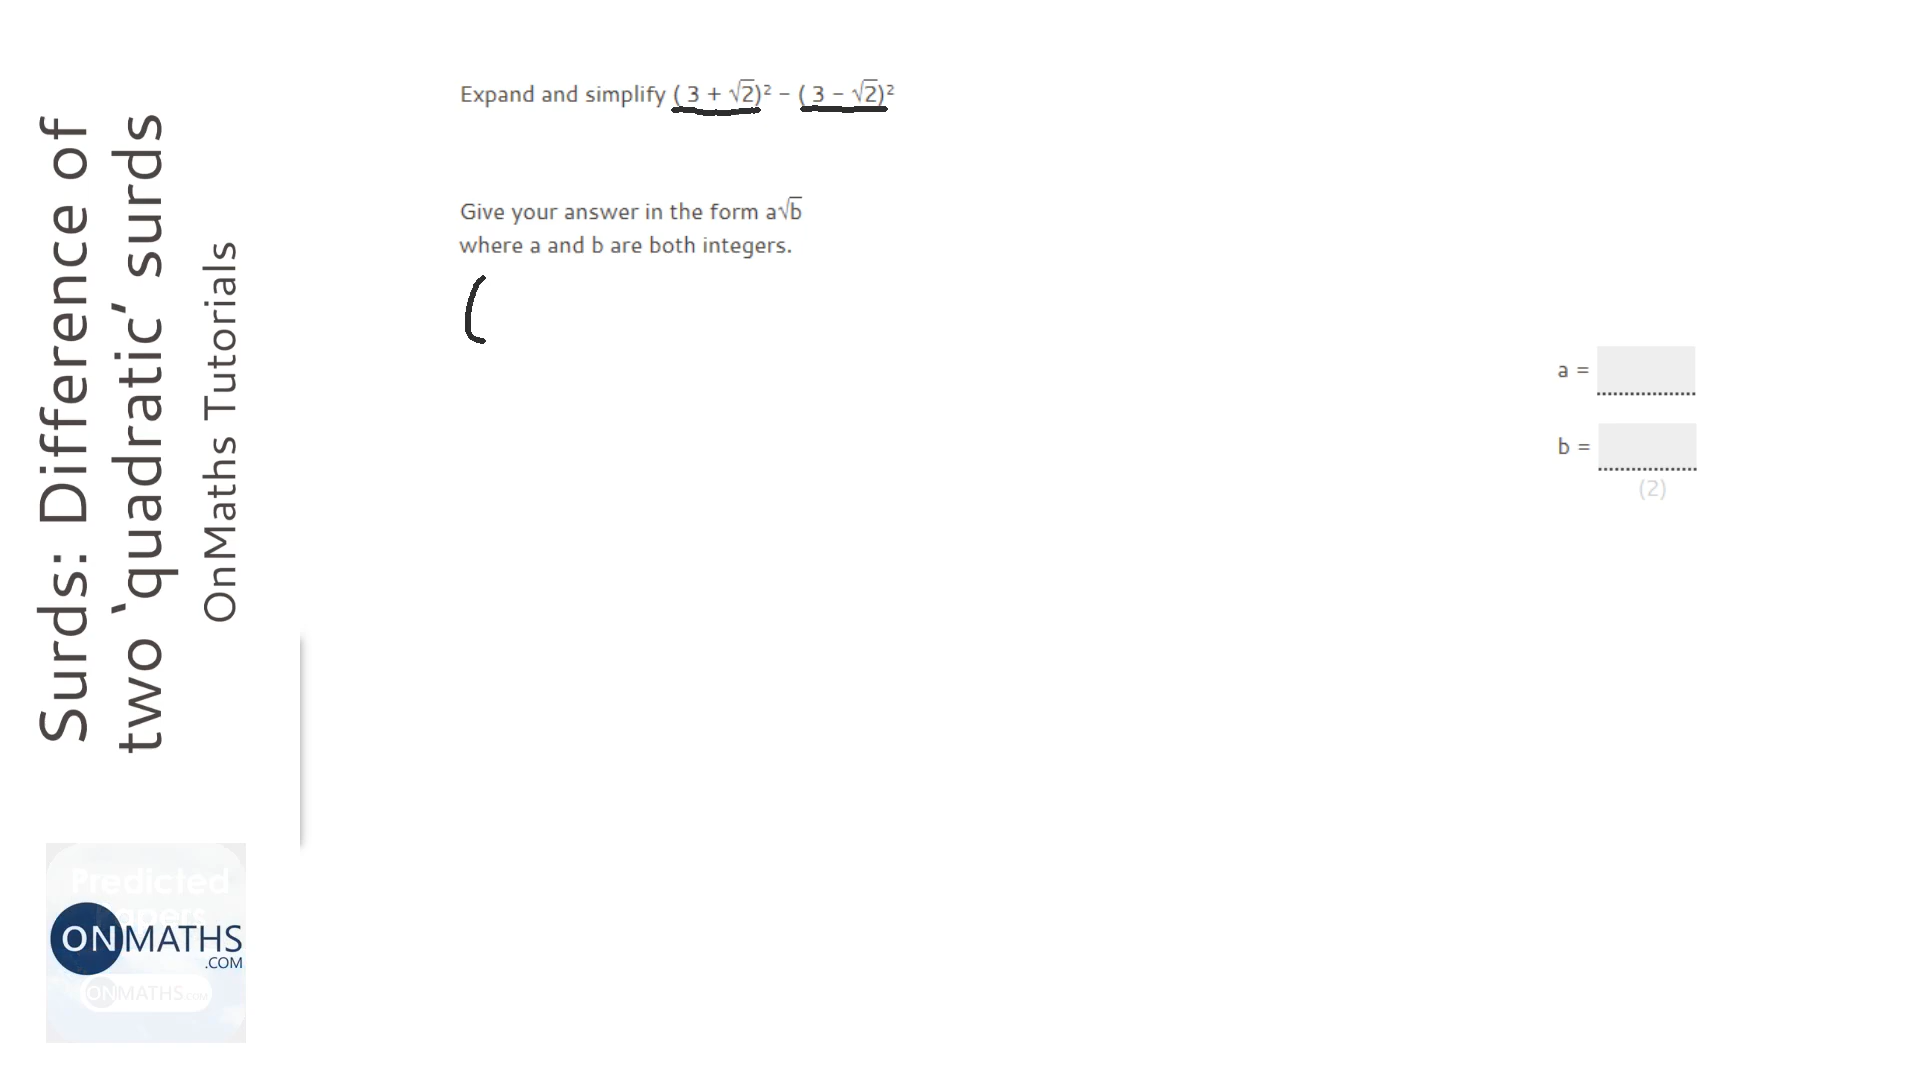 Surds: Difference of
two ‘quadratic’ surds
OnMaths Tutorials
Expand and simplify ( 3 + √2)² − ( 3 − √2)²
Give your answer in the form a√b
where a and b are both integers.
(
a =
b =
(2)
Predicted
Papers
ONMATHS
.COM
ONMATHS.COM